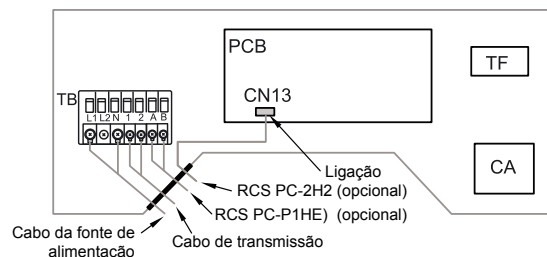 PCB
TF
CN13
TB
L1 L2 N 1 2 A B
CA
Ligação
RCS PC-2H2 (opcional)
RCS PC-P1HE) (opcional)
Cabo de transmissão
Cabo da fonte de
alimentação